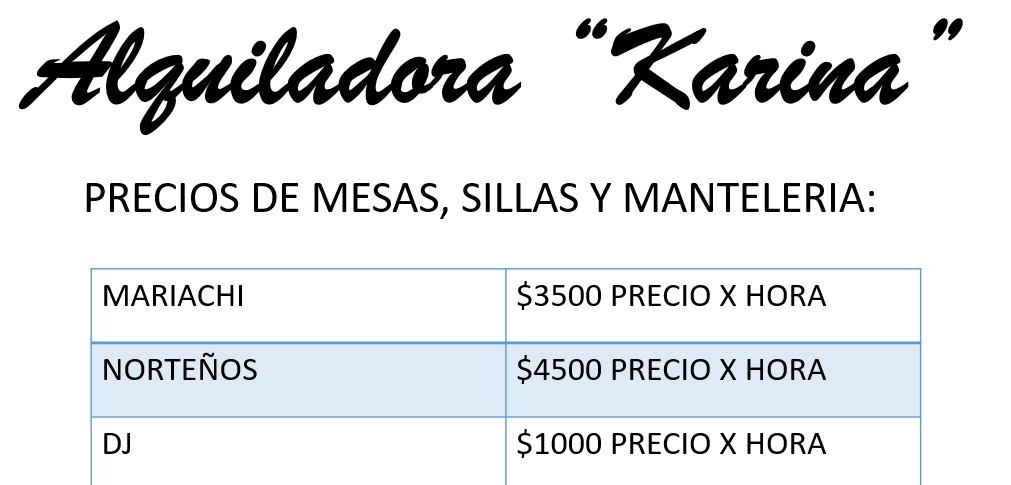 Alquiladora “Karina”
PRECIOS DE MESAS, SILLAS Y MANTELERIA:
MARIACHI $3500 PRECIO X HORA
NORTEÑOS $4500 PRECIO X HORA
DJ $1000 PRECIO X HORA